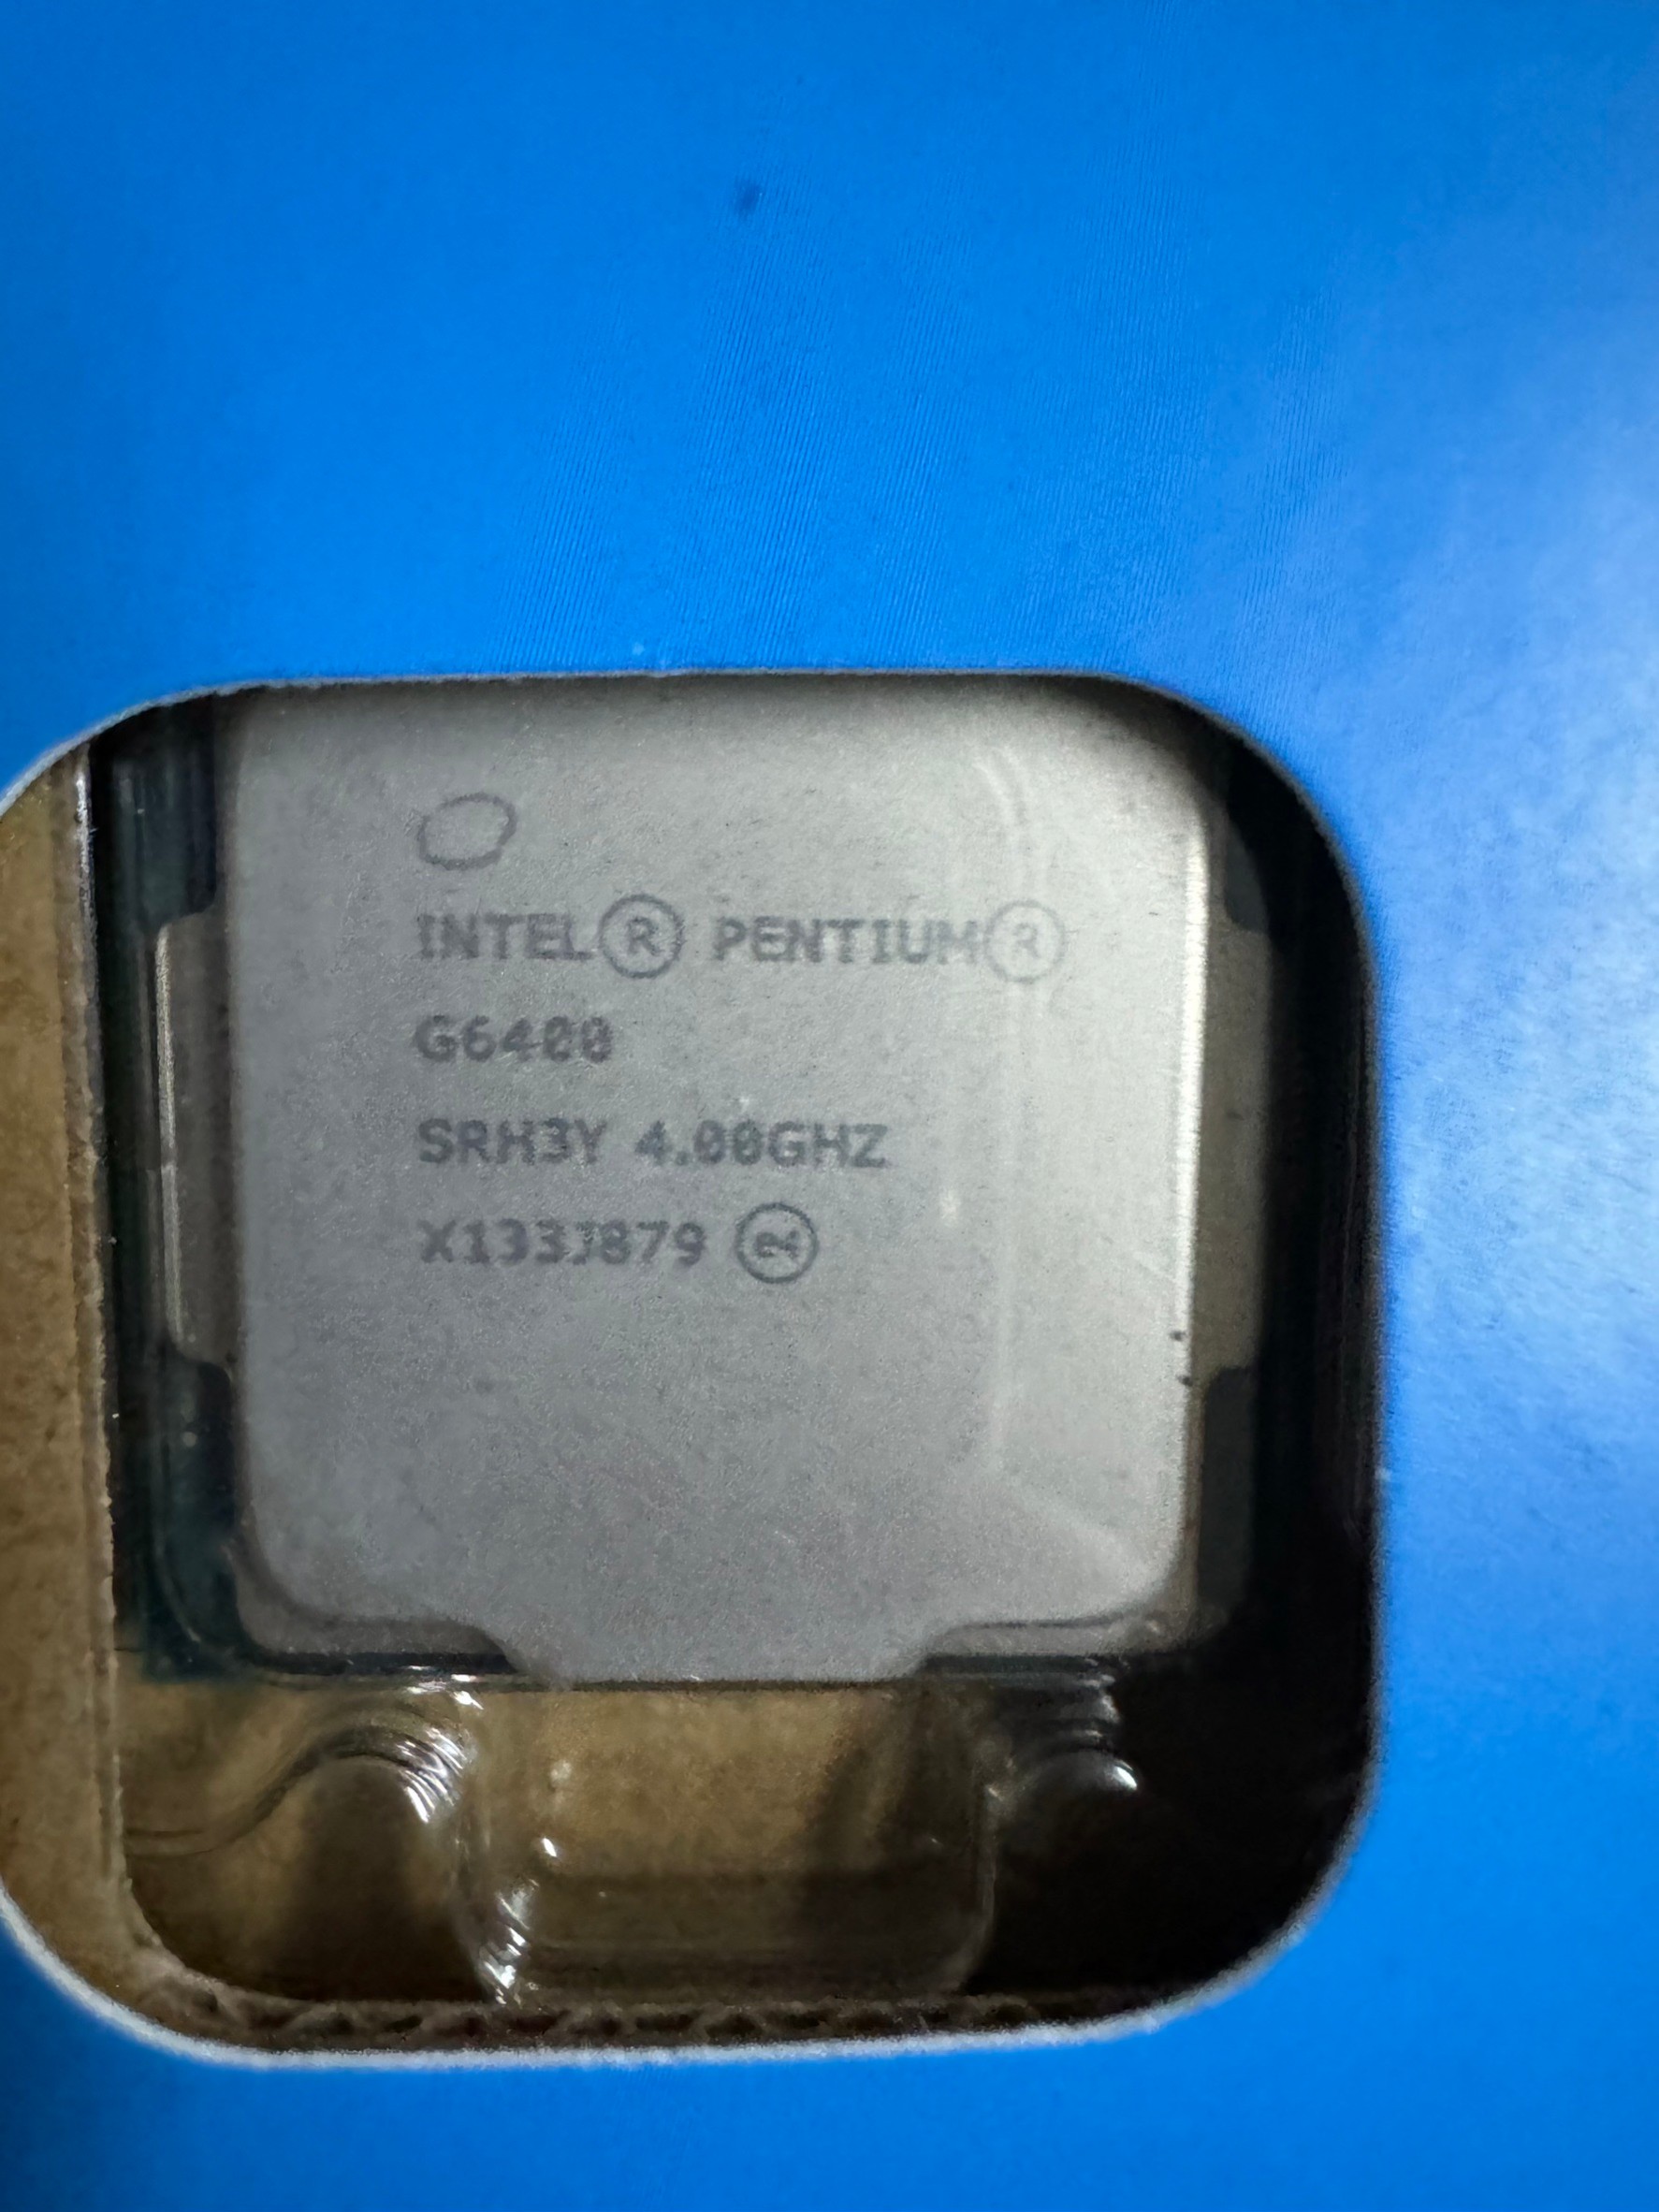 INTEL® PENTIUM®
G6400
SRH3Y 4.00GHZ
X133J879 e4